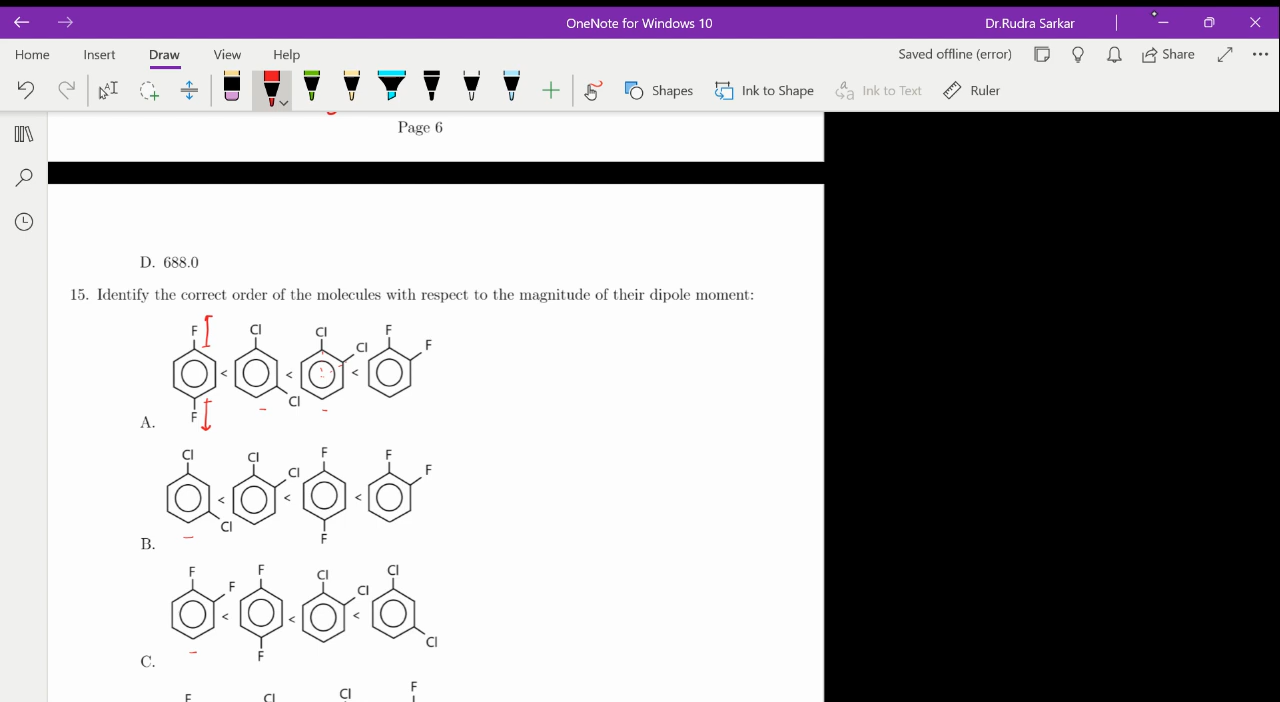 OneNote for Windows 10
Dr.Rudra Sarkar
Home Insert Draw View Help
Saved offline (error)
Share
Shapes
Ink to Shape
Ink to Text
Ruler
Page 6
D. 688.0
15. Identify the correct order of the molecules with respect to the magnitude of their dipole moment:
F Cl Cl Cl F F
< < <
F Cl
A.
Cl Cl Cl F F F
< < <
Cl F
B.
F F F Cl Cl Cl
< < <
F Cl
C.
F Cl Cl F